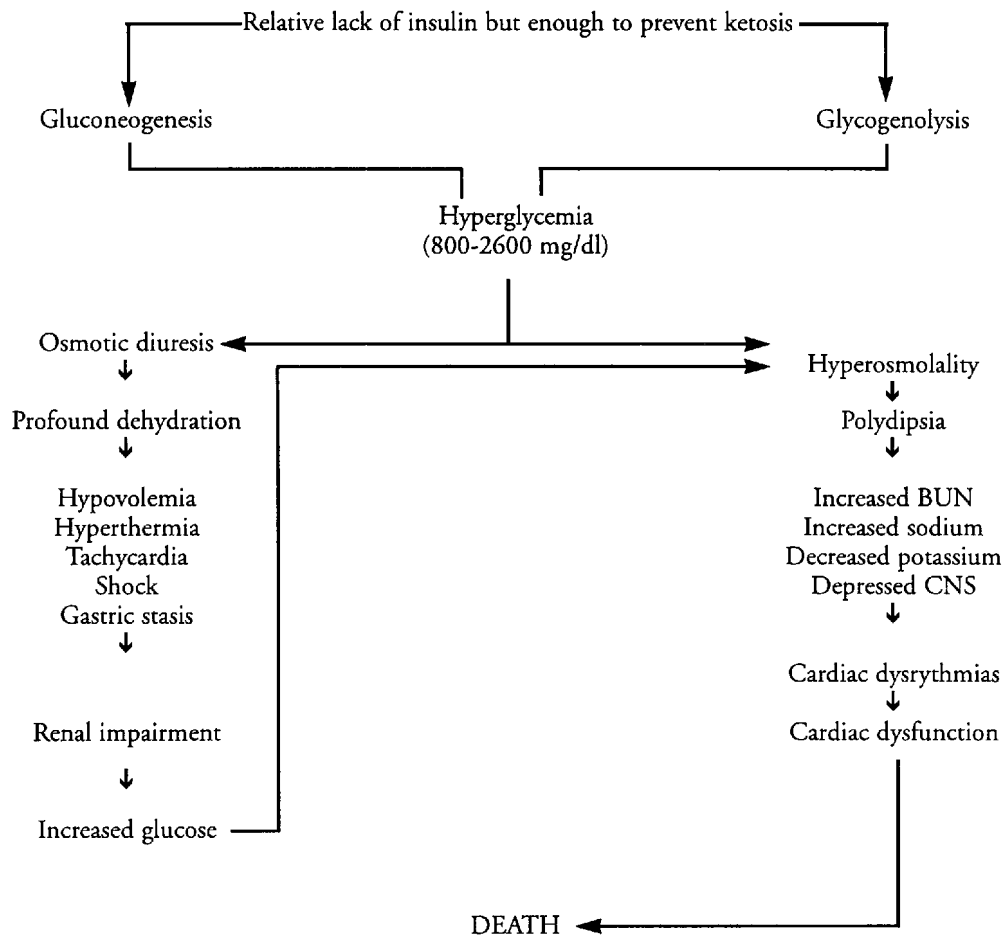 Relative lack of insulin but enough to prevent ketosis
Gluconeogenesis
Glycogenolysis
Hyperglycemia
(800-2600 mg/dl)
Osmotic diuresis
Profound dehydration
Hypovolemia
Hyperthermia
Tachycardia
Shock
Gastric stasis
Renal impairment
Increased glucose
Hyperosmolality
Polydipsia
Increased BUN
Increased sodium
Decreased potassium
Depressed CNS
Cardiac dysrythmias
Cardiac dysfunction
DEATH